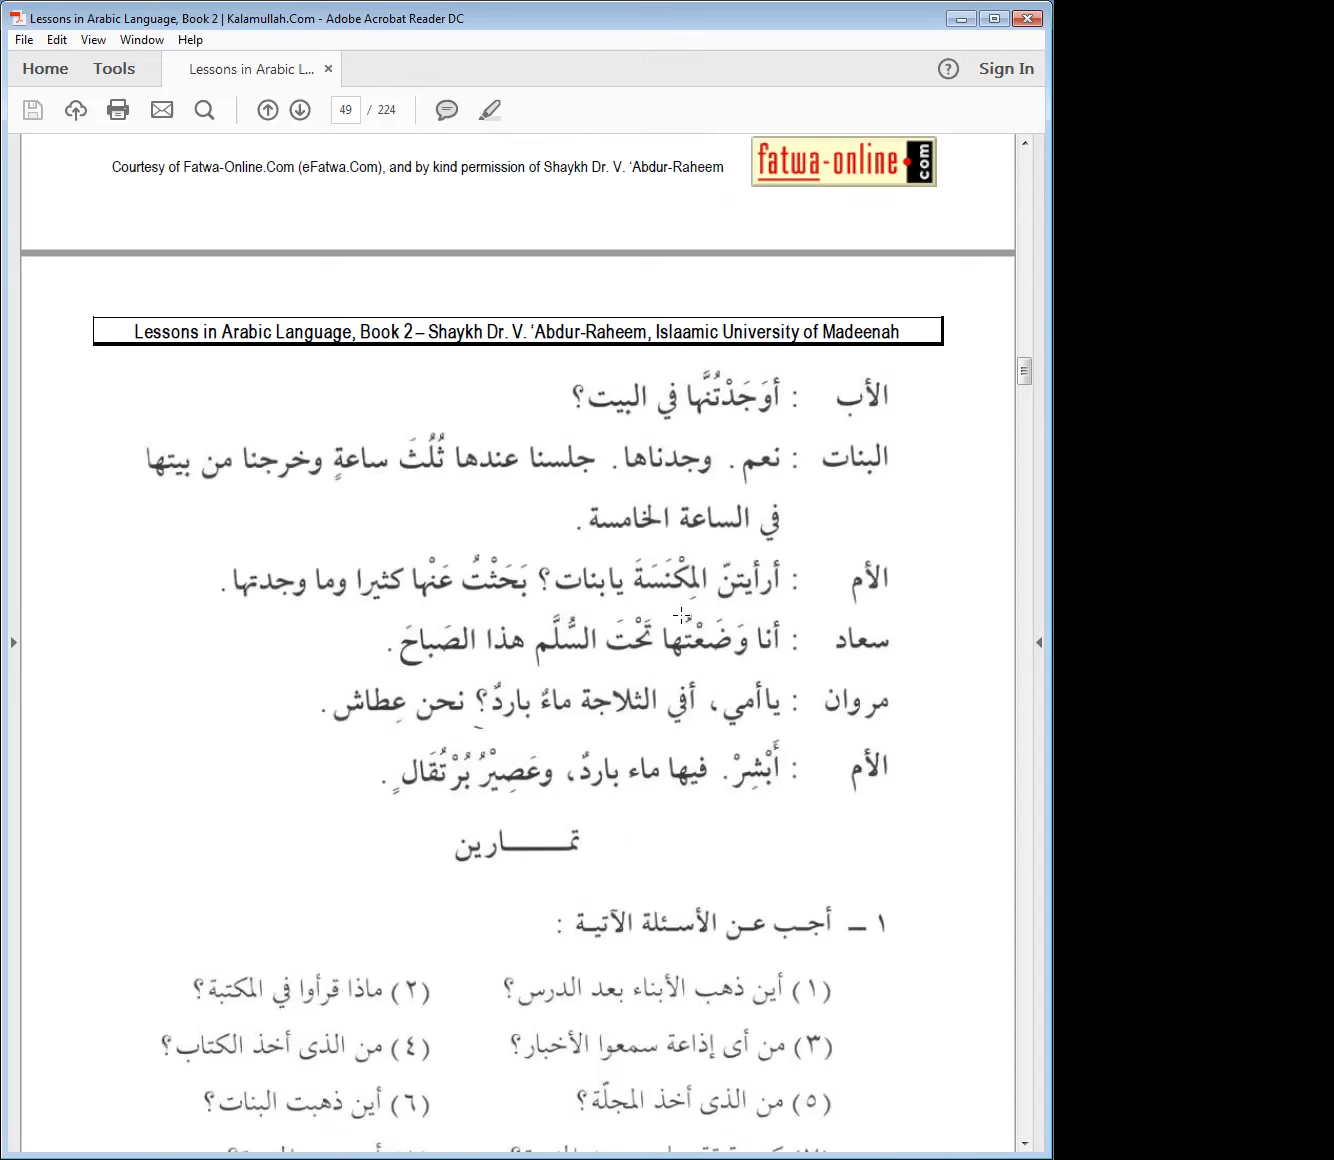 Lessons in Arabic Language, Book 2 | Kalamullah.Com - Adobe Acrobat Reader DC
File Edit View Window Help
Home Tools Lessons in Arabic L... × Sign In
49 / 224
Courtesy of Fatwa-Online.Com (eFatwa.Com), and by kind permission of Shaykh Dr. V. ‘Abdur-Raheem
fatwa-online.com
Lessons in Arabic Language, Book 2 – Shaykh Dr. V. ‘Abdur-Raheem, Islaamic University of Madeenah
الأب : أوَجَدْتُنَّها في البيت؟
البنات : نعم. وجدناها. جلسنا عندها ثُلُثَ ساعةٍ وخرجنا من بيتها
في الساعة الخامسة.
الأم : أرأيتنّ المِكْنَسَةَ يابنات؟ بَحَثْتُ عَنْها كثيرا وما وجدتها.
سعاد : أنا وَضَعْتُها تَحْتَ السُّلَّم هذا الصَباحَ.
مروان : ياأمي، أفي الثلاجة ماءٌ باردٌ؟ نحن عِطاش.
الأم : أَبْشِرْ. فيها ماء باردٌ، وعَصِيْرُ بُرْتُقَالٍ.
تمـــــارين
١ ــ أجـب عـن الأسـئلة الآتيـة :
(١) أين ذهب الأبناء بعد الدرس؟ (٢) ماذا قرأوا في المكتبة؟
(٣) من أى إذاعة سمعوا الأخبار؟ (٤) من الذى أخذ الكتاب؟
(٥) من الذى أخذ المجلّة؟ (٦) أين ذهبت البنات؟